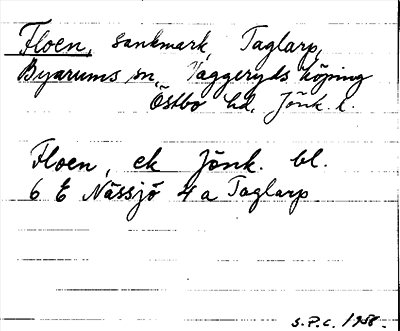 Floen, sankmark, Taglarp,
Byarums sn, Vaggeryds köping
Östbo hd, Jönk. l.
Floen, ek Jönk. bl.
6 E Nässjö 4 a Taglarp
S.P.C. 1958.